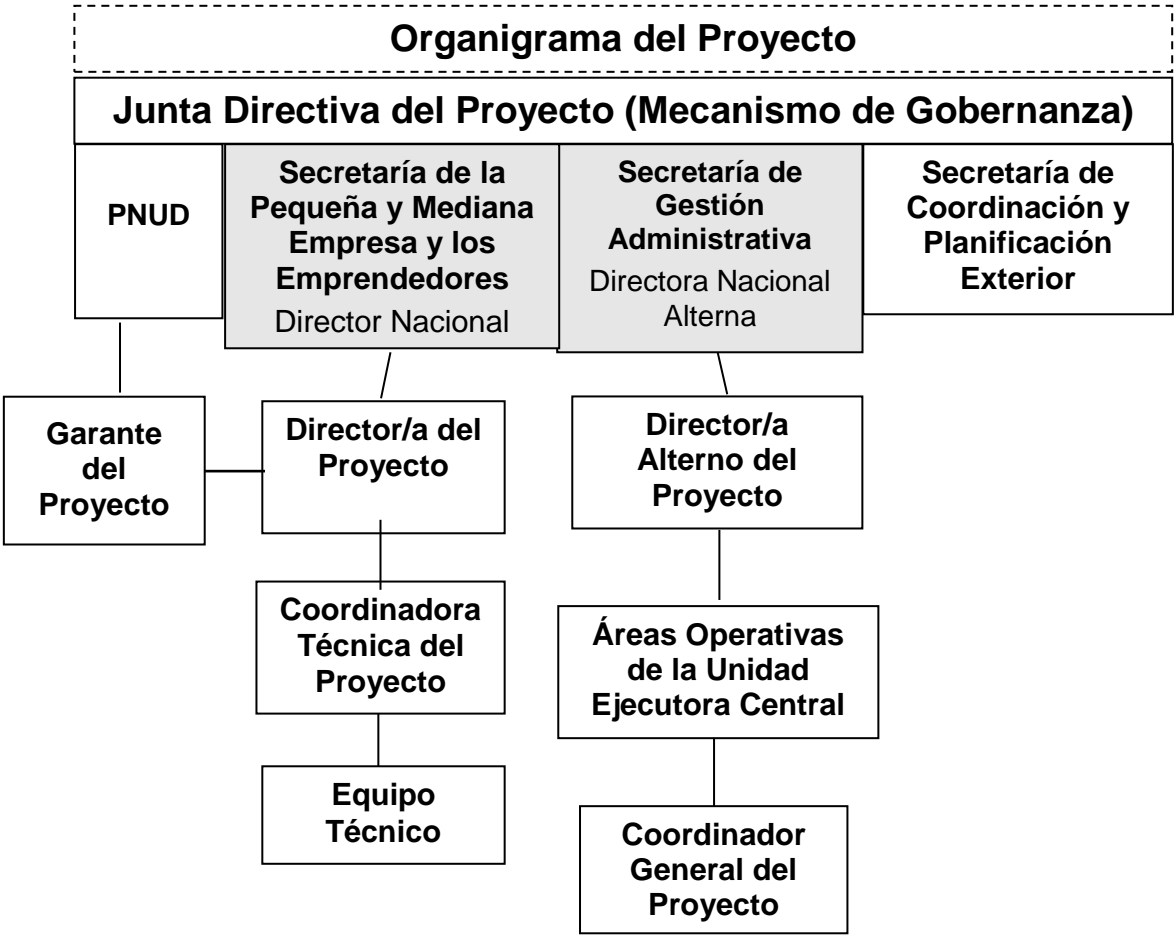 Organigrama del Proyecto
Junta Directiva del Proyecto (Mecanismo de Gobernanza)
PNUD
Secretaría de la
Pequeña y Mediana
Empresa y los
Emprendedores
Director Nacional
Secretaría de
Gestión
Administrativa
Directora Nacional
Alterna
Secretaría de
Coordinación y
Planificación
Exterior
Garante
del
Proyecto
Director/a del
Proyecto
Director/a
Alterno del
Proyecto
Coordinadora
Técnica del
Proyecto
Áreas Operativas
de la Unidad
Ejecutora Central
Equipo
Técnico
Coordinador
General del
Proyecto